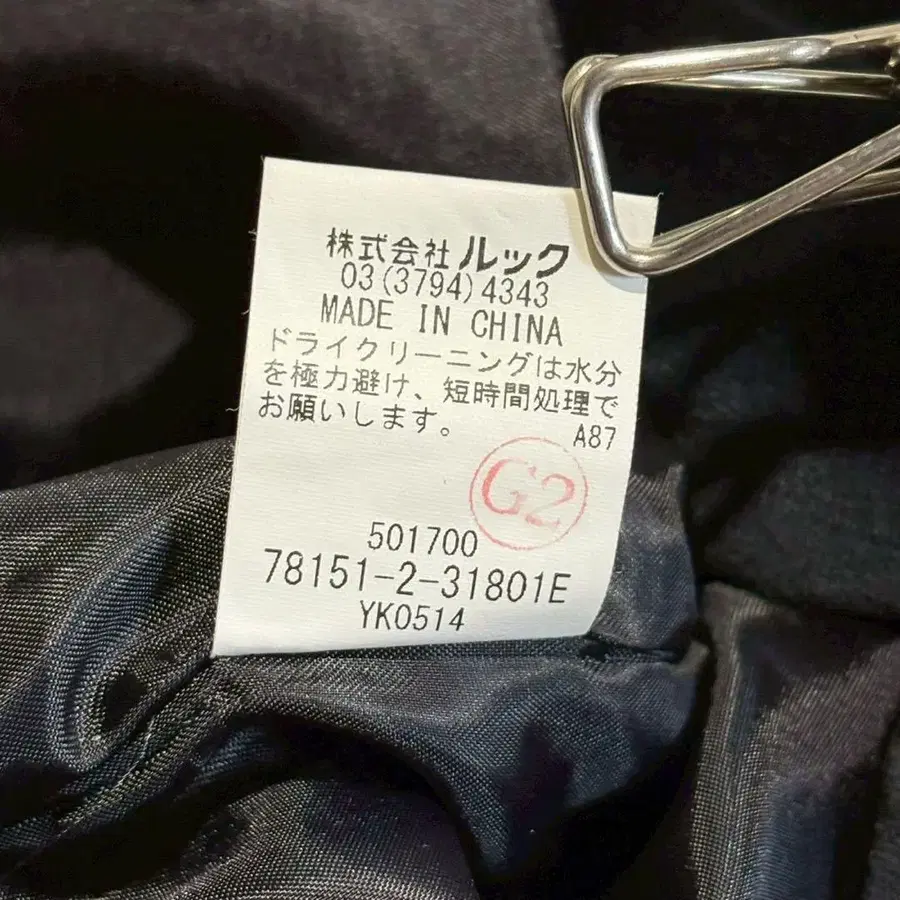 株式会社 ルック
03(3794)4343
MADE IN CHINA
ドライクリーニングは水分
を極力避け、短時間処理で
お願いします。 A87
G2
501700
78151-2-31801E
YK0514